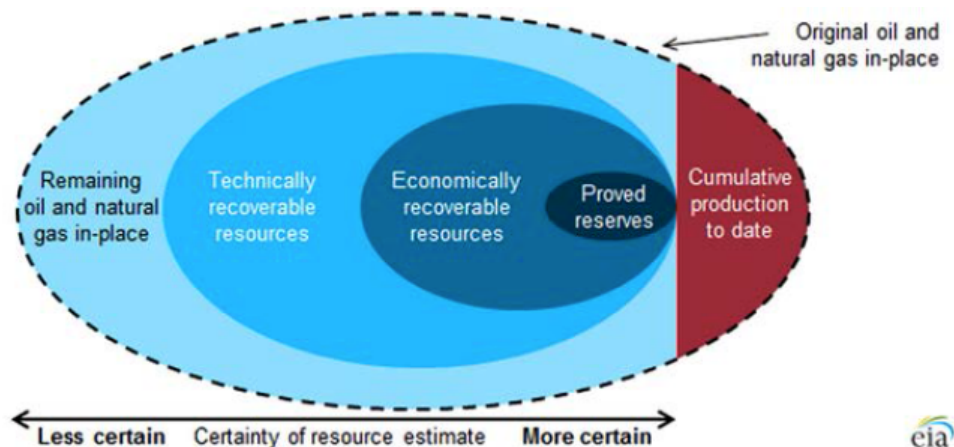 Original oil and
natural gas in-place
Remaining
oil and natural
gas in-place
Technically
recoverable
resources
Economically
recoverable
resources
Proved
reserves
Cumulative
production
to date
Less certain Certainty of resource estimate More certain
eia